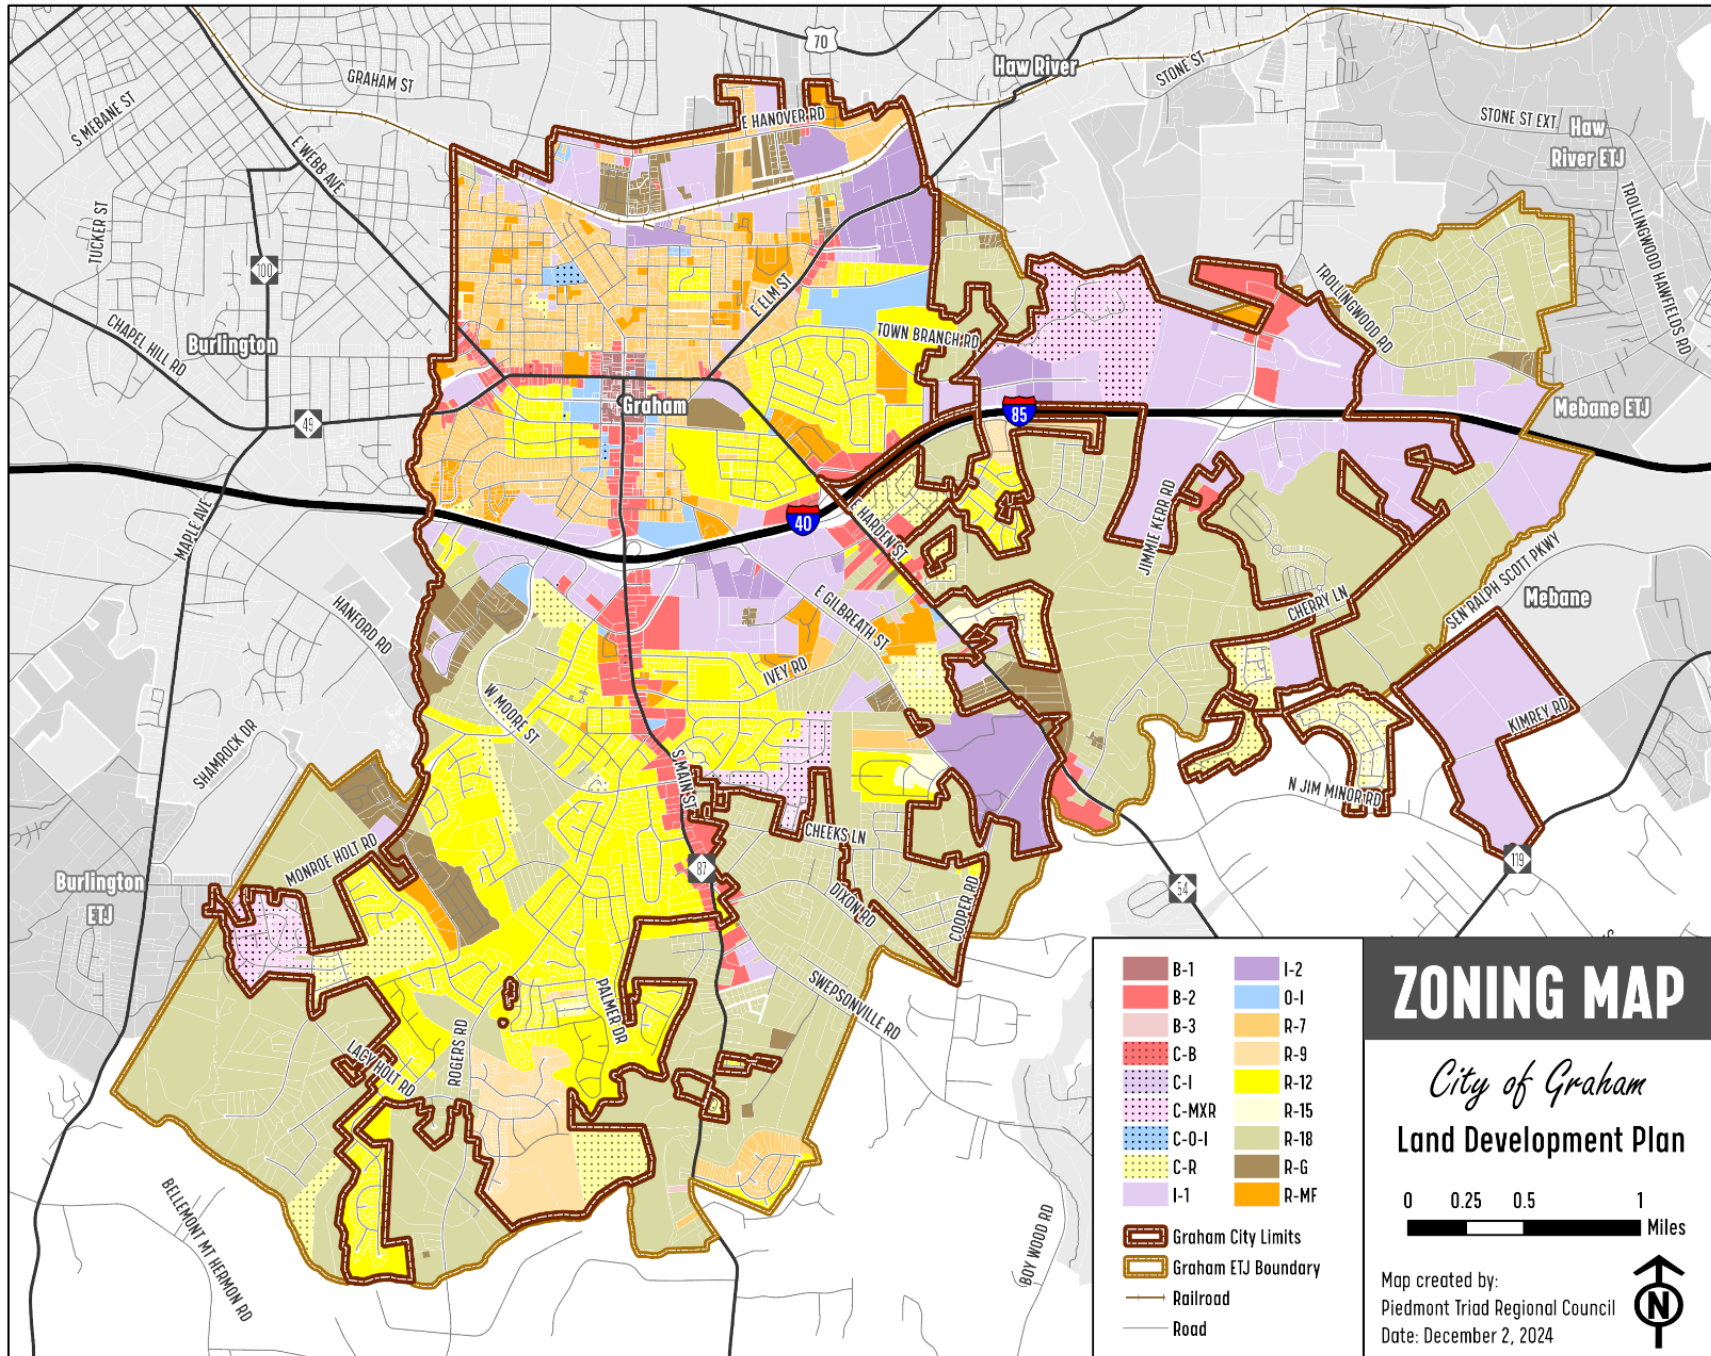 70
Haw River
GRAHAM ST
STONE ST
S MEBANE ST
E HANOVER RD
STONE ST EXT
Haw
River ETJ
E WEBB AVE
TUCKER ST
TROLLINGWOOD HAWFIELDS RD
100
E ELM ST
TROLLINGWOOD RD
CHAPEL HILL RD
Burlington
TOWN BRANCH RD
Graham
85
Mebane ETJ
49
MAPLE AVE
40
E HARDEN ST
JIMMIE KERR RD
SEN RALPH SCOTT PKWY
HANFORD RD
E GILBREATH ST
CHERRY LN
Mebane
IVEY RD
W MOORE ST
KIMREY RD
SHAMROCK DR
S MAIN ST
N JIM MINOR RD
CHEEKS LN
MONROE HOLT RD
87
119
Burlington
ETJ
54
DIXON RD
COOPER RD
SWEPSONVILLE RD
PALMER DR
ROGERS RD
LACY HOLT RD
BELLEMONT MT HERMON RD
BOY WOOD RD
B-1
B-2
B-3
C-B
C-I
C-MXR
C-O-I
C-R
I-1
I-2
O-I
R-7
R-9
R-12
R-15
R-18
R-G
R-MF
Graham City Limits
Graham ETJ Boundary
Railroad
Road
ZONING MAP
City of Graham
Land Development Plan
0 0.25 0.5 1
Miles
Map created by:
Piedmont Triad Regional Council
Date: December 2, 2024
N